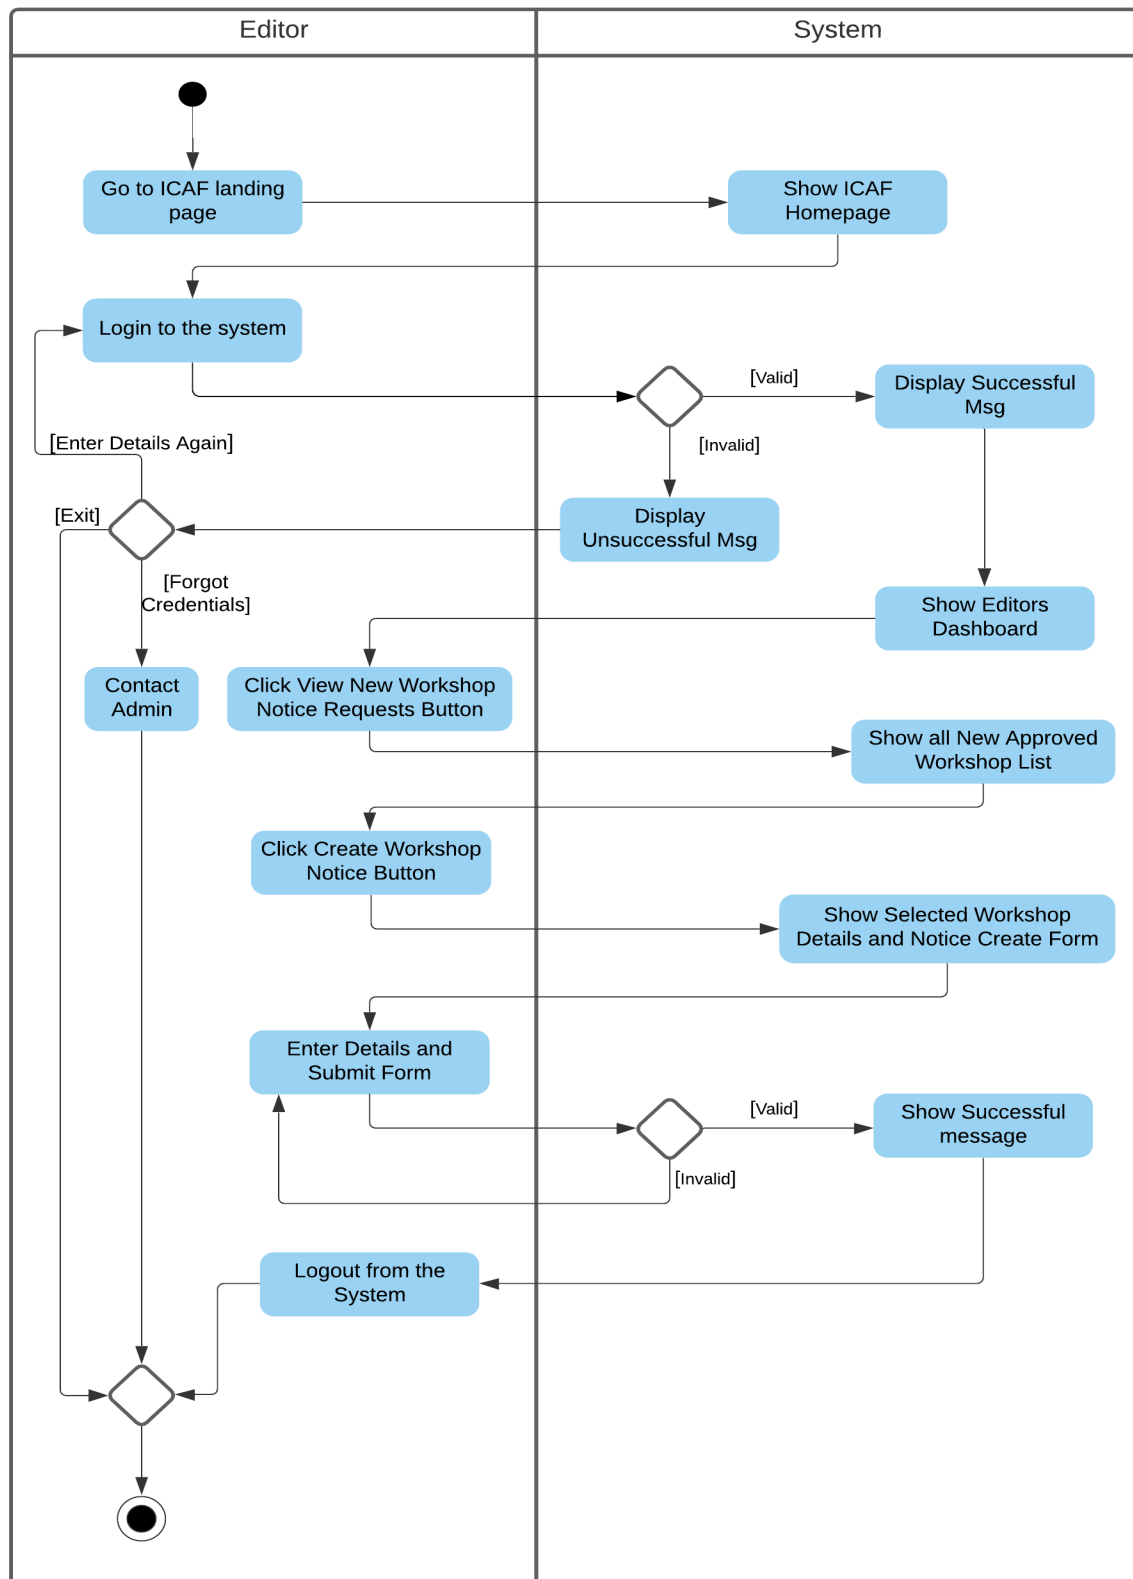 Editor
System
Go to ICAF landing
page
Show ICAF
Homepage
Login to the system
[Valid]
Display Successful
Msg
[Enter Details Again]
[Invalid]
[Exit]
Display
Unsuccessful Msg
[Forgot
Credentials]
Show Editors
Dashboard
Contact
Admin
Click View New Workshop
Notice Requests Button
Show all New Approved
Workshop List
Click Create Workshop
Notice Button
Show Selected Workshop
Details and Notice Create Form
Enter Details and
Submit Form
[Valid]
Show Successful
message
[Invalid]
Logout from the
System